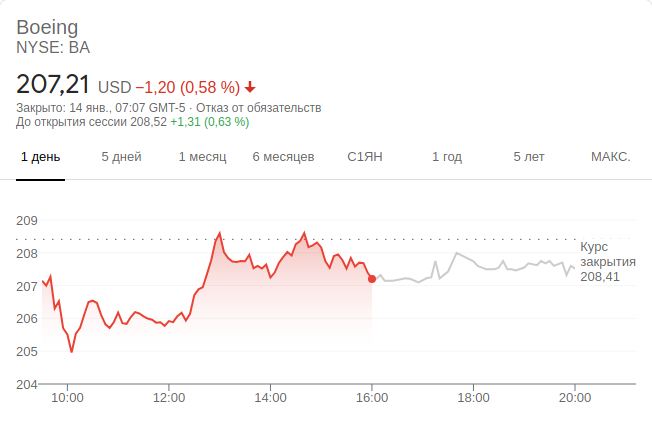 Boeing
NYSE: BA
207,21 USD −1,20 (0,58 %)
Закрыто: 14 янв., 07:07 GMT-5 · Отказ от обязательств
До открытия сессии 208,52 +1,31 (0,63 %)
1 день 5 дней 1 месяц 6 месяцев С1ЯН 1 год 5 лет МАКС.
209
208
207
206
205
204
Курс
закрытия
208,41
10:00 12:00 14:00 16:00 18:00 20:00